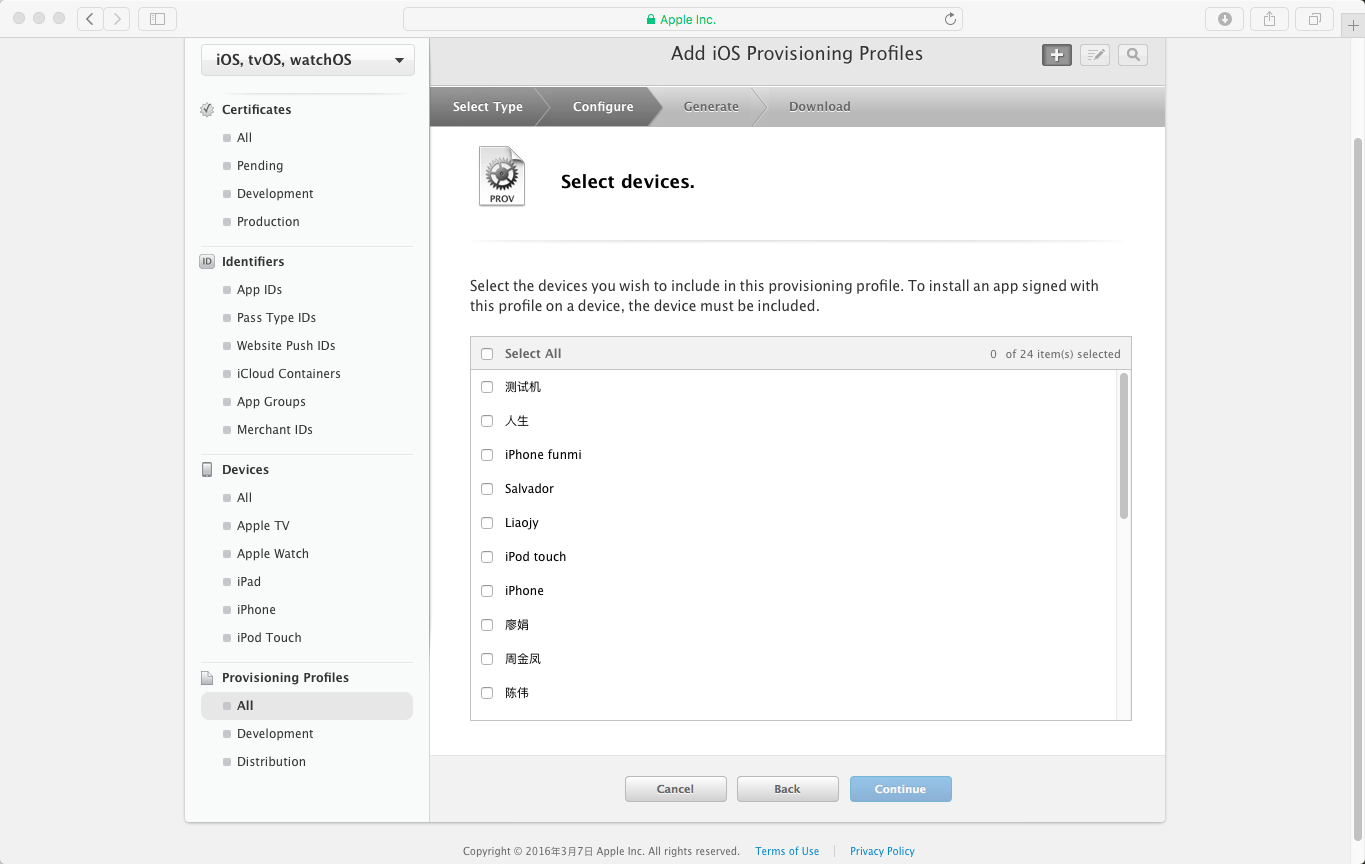 Apple Inc.
iOS, tvOS, watchOS
Add iOS Provisioning Profiles
Certificates
All
Pending
Development
Production
ID Identifiers
App IDs
Pass Type IDs
Website Push IDs
iCloud Containers
App Groups
Merchant IDs
Devices
All
Apple TV
Apple Watch
iPad
iPhone
iPod Touch
Provisioning Profiles
All
Development
Distribution
Select Type Configure Generate Download
PROV
Select devices.
Select the devices you wish to include in this provisioning profile. To install an app signed with
this profile on a device, the device must be included.
Select All 0 of 24 item(s) selected
测试机
人生
iPhone funmi
Salvador
Liaojy
iPod touch
iPhone
廖娟
周金凤
陈伟
Cancel Back Continue
Copyright © 2016年3月7日 Apple Inc. All rights reserved. Terms of Use Privacy Policy